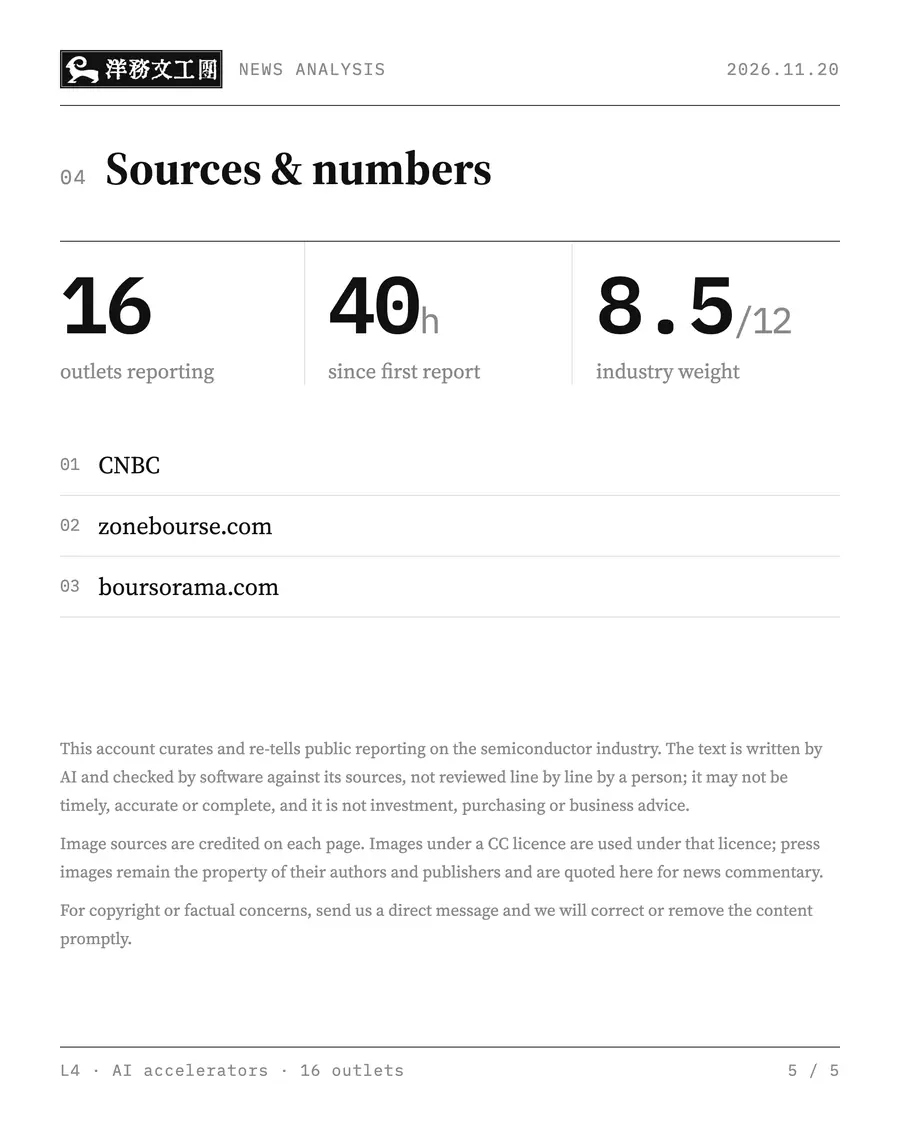 洋務文工團 NEWS ANALYSIS 2026.11.20
04 Sources & numbers
16 40h 8.5/12
outlets reporting since first report industry weight
01 CNBC
02 zonebourse.com
03 boursorama.com
This account curates and re-tells public reporting on the semiconductor industry. The text is written by
AI and checked by software against its sources, not reviewed line by line by a person; it may not be
timely, accurate or complete, and it is not investment, purchasing or business advice.
Image sources are credited on each page. Images under a CC licence are used under that licence; press
images remain the property of their authors and publishers and are quoted here for news commentary.
For copyright or factual concerns, send us a direct message and we will correct or remove the content
promptly.
L4 · AI accelerators · 16 outlets 5 / 5